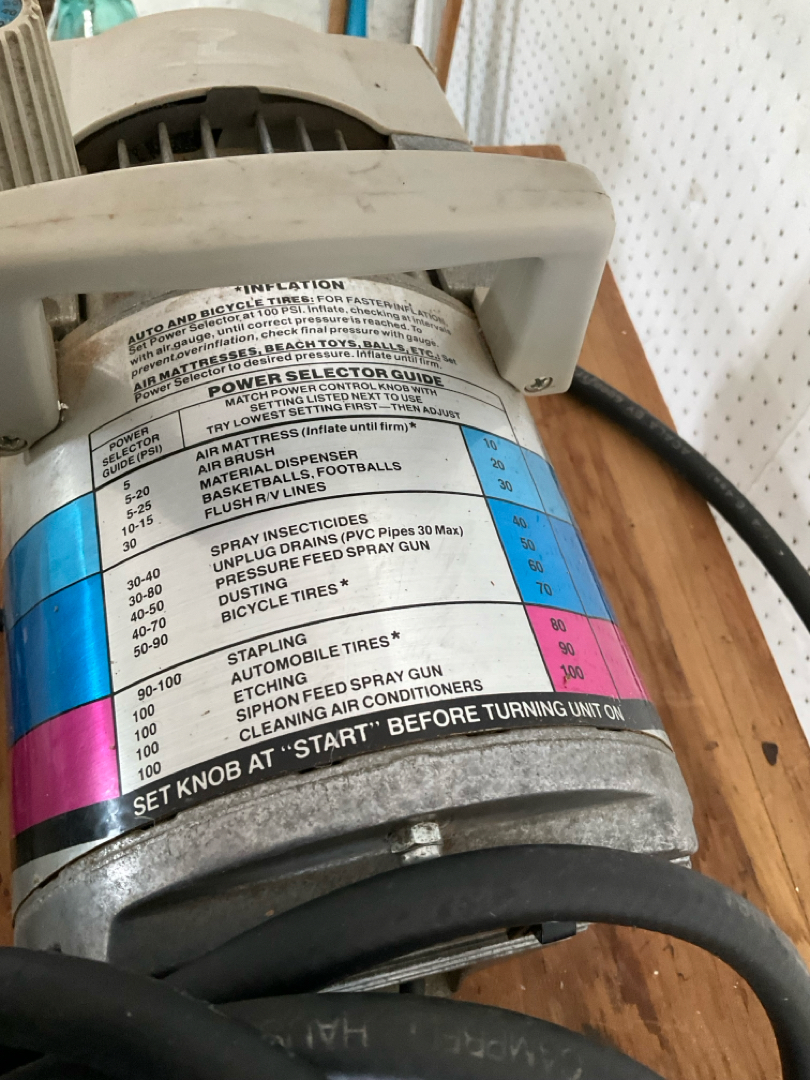 *INFLATION
AUTO AND BICYCLE TIRES: FOR FASTER INFLATION,
Set Power Selector at 100 PSI. Inflate, checking at intervals
with air gauge, until correct pressure is reached. To
prevent overinflation, check final pressure with gauge.
AIR MATTRESSES, BEACH TOYS, BALLS, ETC.: Set
Power Selector to desired pressure. Inflate until firm.
POWER SELECTOR GUIDE
POWER
SELECTOR
GUIDE (PSI)
MATCH POWER CONTROL KNOB WITH
SETTING LISTED NEXT TO USE
TRY LOWEST SETTING FIRST—THEN ADJUST
5 AIR MATTRESS (Inflate until firm)*
5-20 AIR BRUSH
5-25 MATERIAL DISPENSER
10-15 BASKETBALLS, FOOTBALLS
30 FLUSH R/V LINES
10
20
30
30-40 SPRAY INSECTICIDES
30-80 UNPLUG DRAINS (PVC Pipes 30 Max)
40-50 PRESSURE FEED SPRAY GUN
40-70 DUSTING
50-90 BICYCLE TIRES*
40
50
60
70
90-100 STAPLING
100 AUTOMOBILE TIRES*
100 ETCHING
100 SIPHON FEED SPRAY GUN
100 CLEANING AIR CONDITIONERS
80
90
100
SET KNOB AT "START" BEFORE TURNING UNIT ON
CAMPBELL HAUS